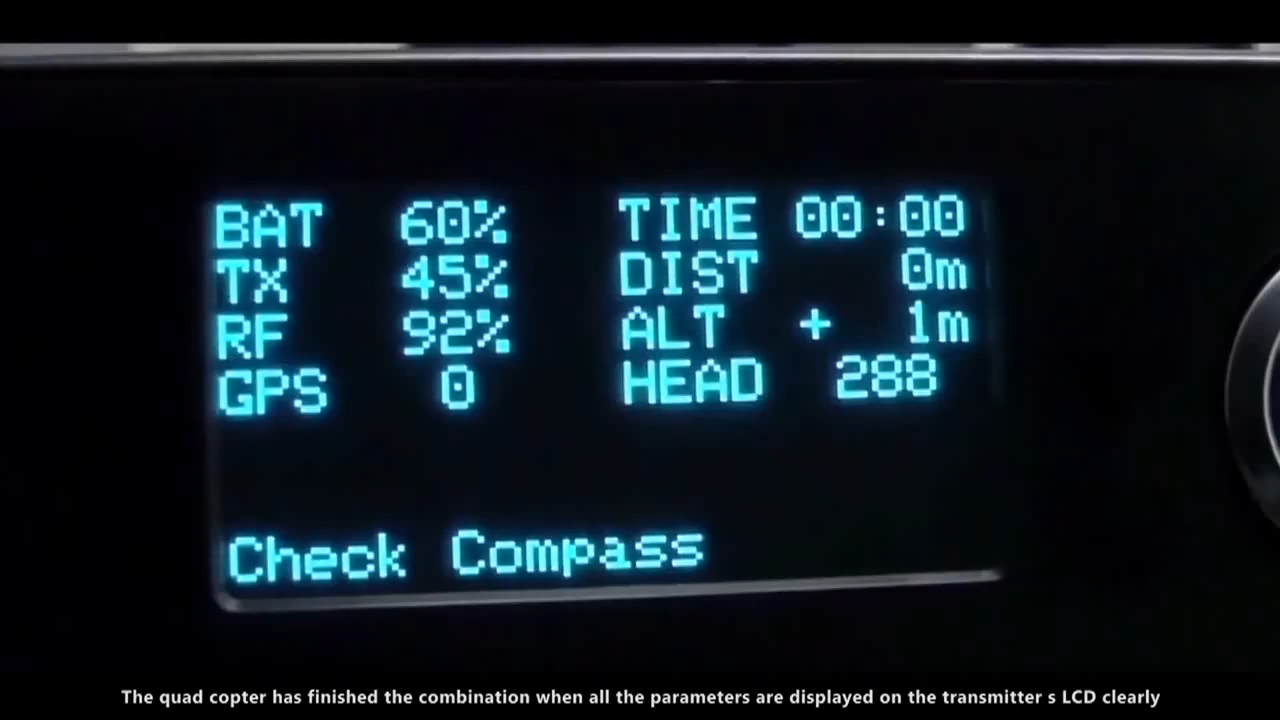 BAT 60% TIME 00:00
TX 45% DIST 0m
RF 92% ALT + 1m
GPS 0 HEAD 288
Check Compass
The quad copter has finished the combination when all the parameters are displayed on the transmitter s LCD clearly